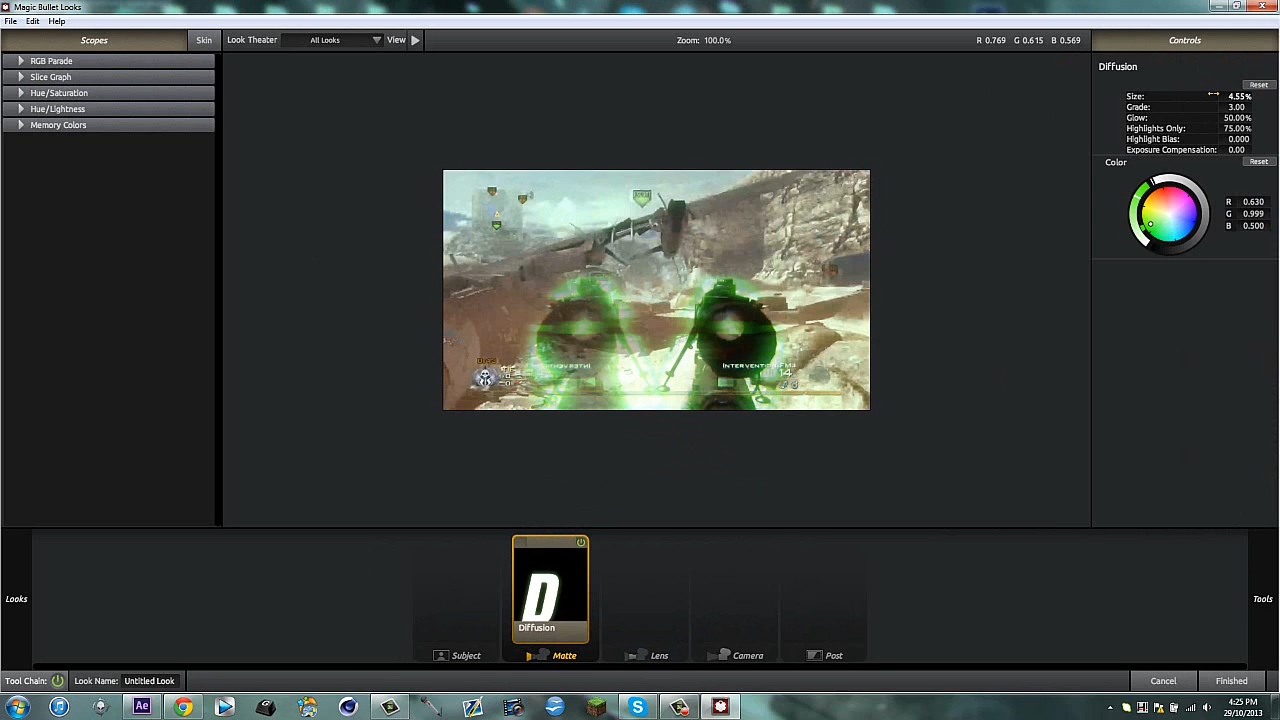 Magic Bullet Looks
File Edit Help
Scopes Skin Look Theater All Looks View Zoom: 100.0% R 0.769 G 0.615 B 0.569 Controls
RGB Parade
Slice Graph
Hue/Saturation
Hue/Lightness
Memory Colors
Diffusion
Reset
Size: 4.55%
Grade: 3.00
Glow: 50.00%
Highlights Only: 75.00%
Highlight Bias: 0.000
Exposure Compensation: 0.00
Color Reset
R 0.630
G 0.999
B 0.500
14
D
Diffusion
Looks
Tools
Subject Matte Lens Camera Post
Tool Chain: Look Name: Untitled Look Cancel Finished
Ae
S
4:25 PM
29/10/2013